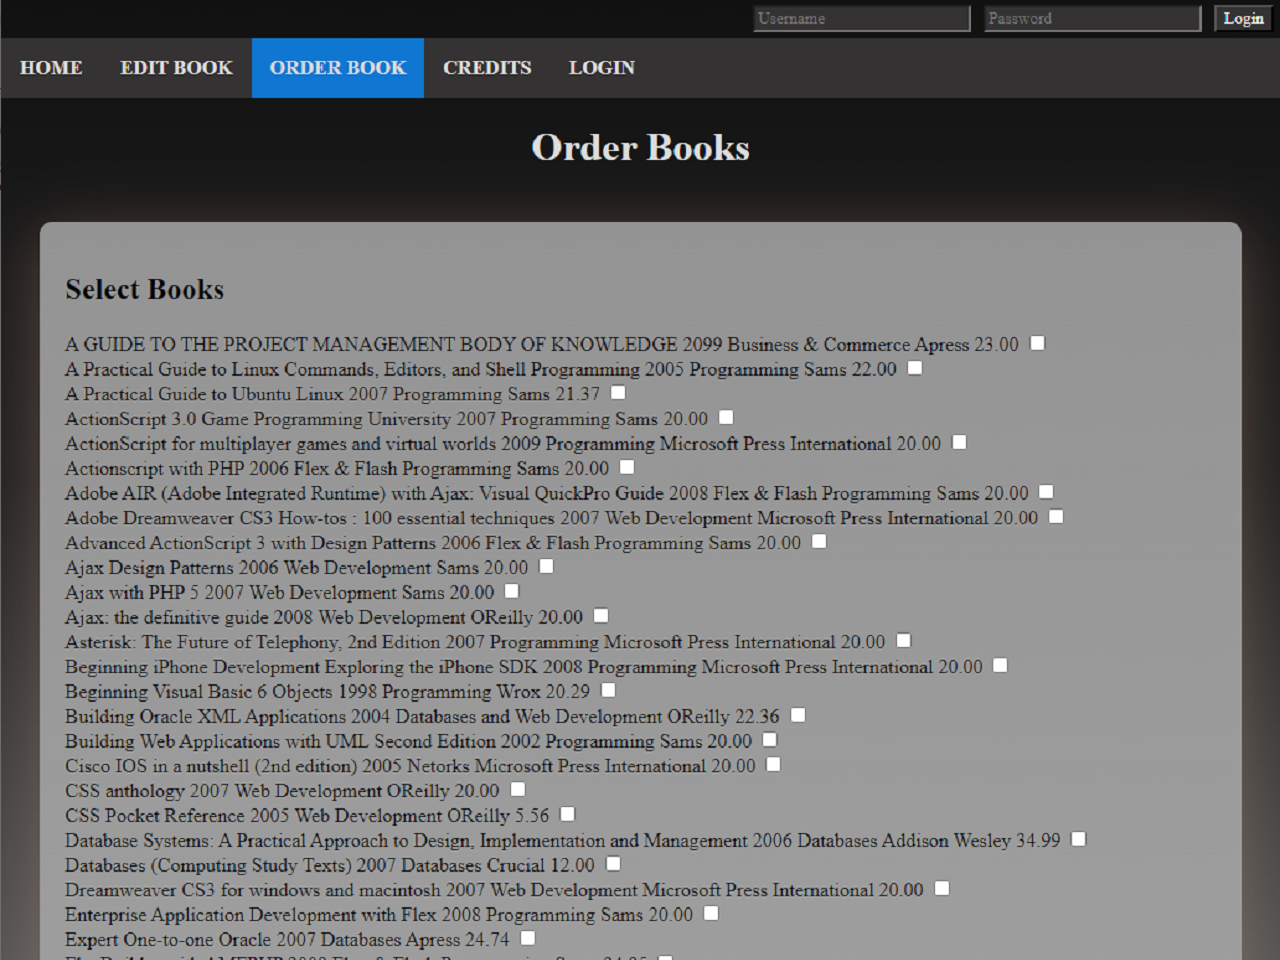 Username Password Login
HOME EDIT BOOK ORDER BOOK CREDITS LOGIN
Order Books
Select Books
A GUIDE TO THE PROJECT MANAGEMENT BODY OF KNOWLEDGE 2099 Business & Commerce Apress 23.00
A Practical Guide to Linux Commands, Editors, and Shell Programming 2005 Programming Sams 22.00
A Practical Guide to Ubuntu Linux 2007 Programming Sams 21.37
ActionScript 3.0 Game Programming University 2007 Programming Sams 20.00
ActionScript for multiplayer games and virtual worlds 2009 Programming Microsoft Press International 20.00
Actionscript with PHP 2006 Flex & Flash Programming Sams 20.00
Adobe AIR (Adobe Integrated Runtime) with Ajax: Visual QuickPro Guide 2008 Flex & Flash Programming Sams 20.00
Adobe Dreamweaver CS3 How-tos : 100 essential techniques 2007 Web Development Microsoft Press International 20.00
Advanced ActionScript 3 with Design Patterns 2006 Flex & Flash Programming Sams 20.00
Ajax Design Patterns 2006 Web Development Sams 20.00
Ajax with PHP 5 2007 Web Development Sams 20.00
Ajax: the definitive guide 2008 Web Development OReilly 20.00
Asterisk: The Future of Telephony, 2nd Edition 2007 Programming Microsoft Press International 20.00
Beginning iPhone Development Exploring the iPhone SDK 2008 Programming Microsoft Press International 20.00
Beginning Visual Basic 6 Objects 1998 Programming Wrox 20.29
Building Oracle XML Applications 2004 Databases and Web Development OReilly 22.36
Building Web Applications with UML Second Edition 2002 Programming Sams 20.00
Cisco IOS in a nutshell (2nd edition) 2005 Netorks Microsoft Press International 20.00
CSS anthology 2007 Web Development OReilly 20.00
CSS Pocket Reference 2005 Web Development OReilly 5.56
Database Systems: A Practical Approach to Design, Implementation and Management 2006 Databases Addison Wesley 34.99
Databases (Computing Study Texts) 2007 Databases Crucial 12.00
Dreamweaver CS3 for windows and macintosh 2007 Web Development Microsoft Press International 20.00
Enterprise Application Development with Flex 2008 Programming Sams 20.00
Expert One-to-one Oracle 2007 Databases Apress 24.74